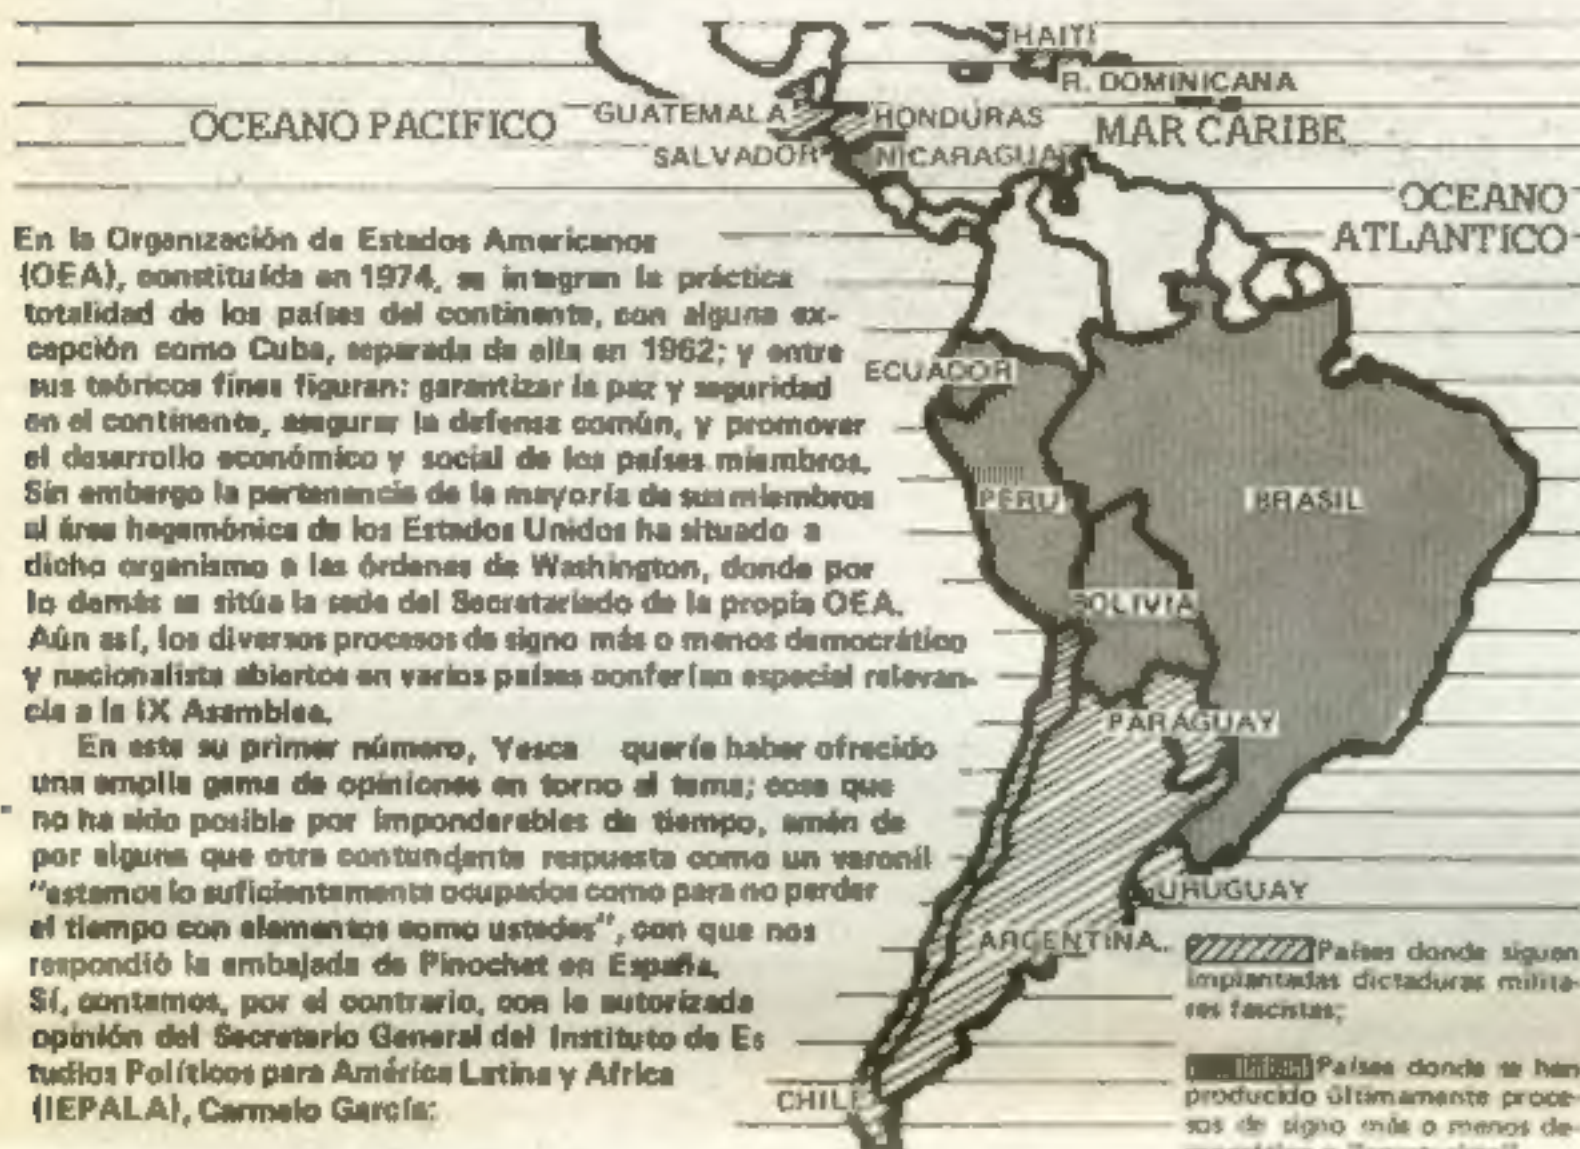 HAITI
R. DOMINICANA
OCEANO PACIFICO
GUATEMALA
HONDURAS
MAR CARIBE
SALVADOR
NICARAGUA
OCEANO
ATLANTICO
En la Organización de Estados Americanos
(OEA), constituída en 1974, se integran la práctica
totalidad de los países del continente, con alguna ex-
cepción como Cuba, separada de ella en 1962; y entre
sus teóricos fines figuran: garantizar la paz y seguridad
en el continente, asegurar la defensa común, y promover
el desarrollo económico y social de los países miembros.
Sin embargo la pertenencia de la mayoría de sus miembros
al área hegemónica de los Estados Unidos ha situado a
dicho organismo a las órdenes de Washington, donde por
lo demás se sitúa la sede del Secretariado de la propia OEA.
Aún así, los diversos procesos de signo más o menos democrático
y nacionalista abiertos en varios países conferían especial relevan-
cia a la IX Asamblea.
En este su primer número, Yesca quería haber ofrecido
una amplia gama de opiniones en torno al tema; cosa que
no ha sido posible por imponderables de tiempo, amén de
por alguna que otra contundente respuesta como un varonil
"estamos lo suficientemente ocupados como para no perder
el tiempo con elementos como ustedes", con que nos
respondió la embajada de Pinochet en España.
Sí, contamos, por el contrario, con la autorizada
opinión del Secretario General del Instituto de Es
tudios Políticos para América Latina y Africa
(IEPALA), Carmelo García:
ECUADOR
PERU
BRASIL
BOLIVIA
PARAGUAY
URUGUAY
ARGENTINA
CHILE
Países donde siguen
implantadas dictaduras milita-
res fascistas;
Países donde se han
producido últimamente proce-
sos de signo más o menos de-